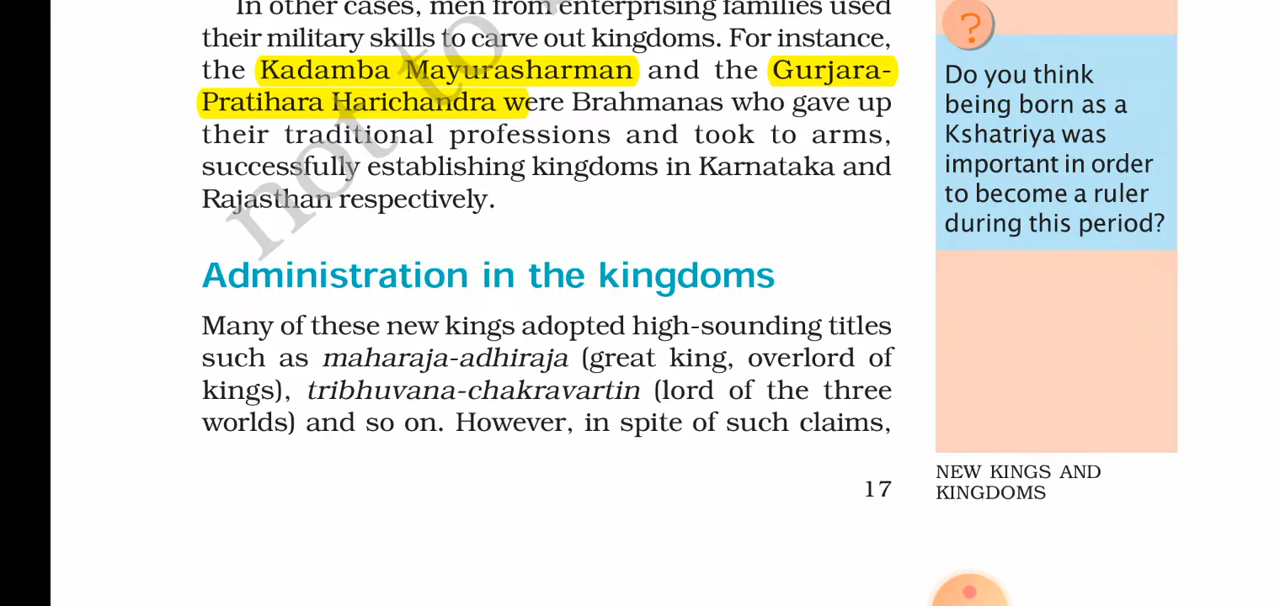 In other cases, men from enterprising families used
their military skills to carve out kingdoms. For instance,
the Kadamba Mayurasharman and the Gurjara-
Pratihara Harichandra were Brahmanas who gave up
their traditional professions and took to arms,
successfully establishing kingdoms in Karnataka and
Rajasthan respectively.
Administration in the kingdoms
Many of these new kings adopted high-sounding titles
such as maharaja-adhiraja (great king, overlord of
kings), tribhuvana-chakravartin (lord of the three
worlds) and so on. However, in spite of such claims,
?
Do you think
being born as a
Kshatriya was
important in order
to become a ruler
during this period?
17
NEW KINGS AND
KINGDOMS
not to